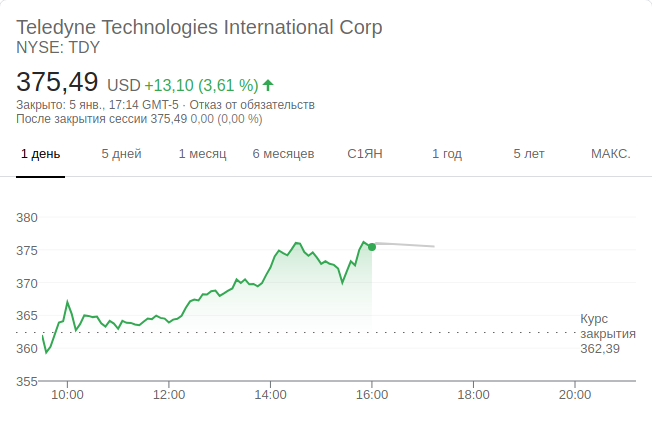 Teledyne Technologies International Corp
NYSE: TDY
375,49 USD +13,10 (3,61 %)
Закрыто: 5 янв., 17:14 GMT-5 · Отказ от обязательств
После закрытия сессии 375,49 0,00 (0,00 %)
1 день 5 дней 1 месяц 6 месяцев С1ЯН 1 год 5 лет МАКС.
380
375
370
365
360
355
Курс
закрытия
362,39
10:00 12:00 14:00 16:00 18:00 20:00